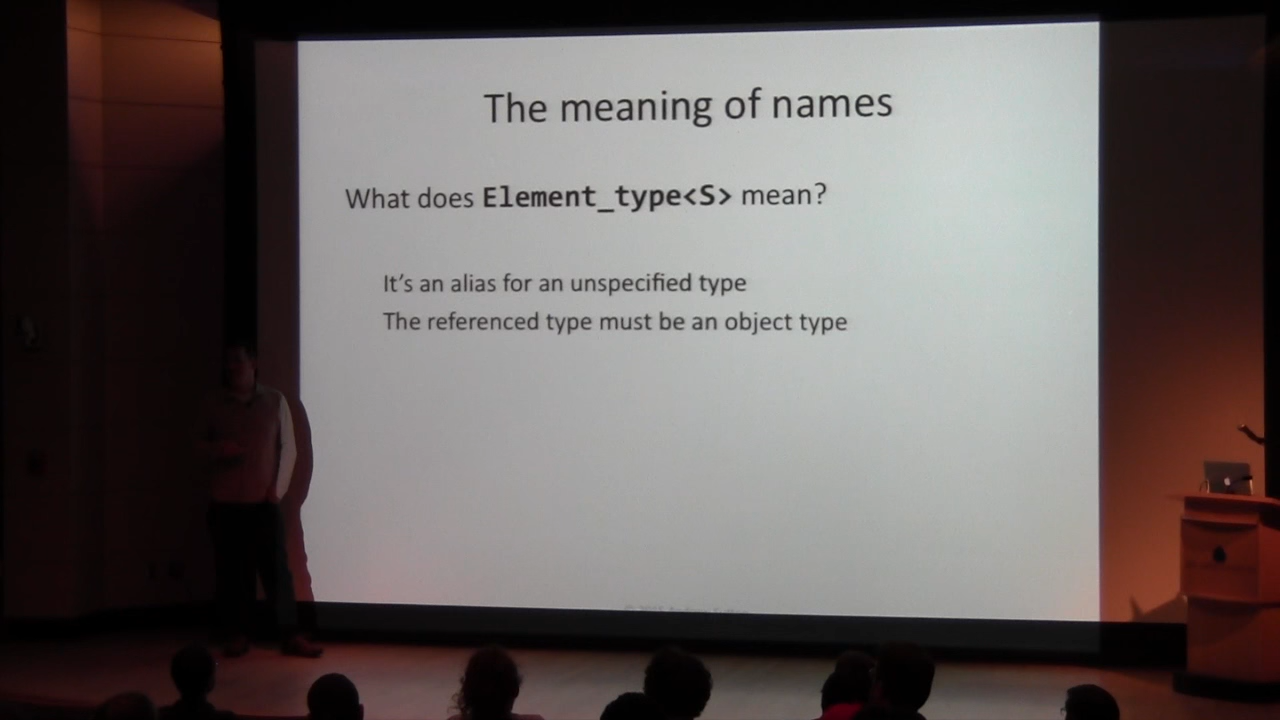 The meaning of names
What does Element_type<S> mean?
It's an alias for an unspecified type
The referenced type must be an object type